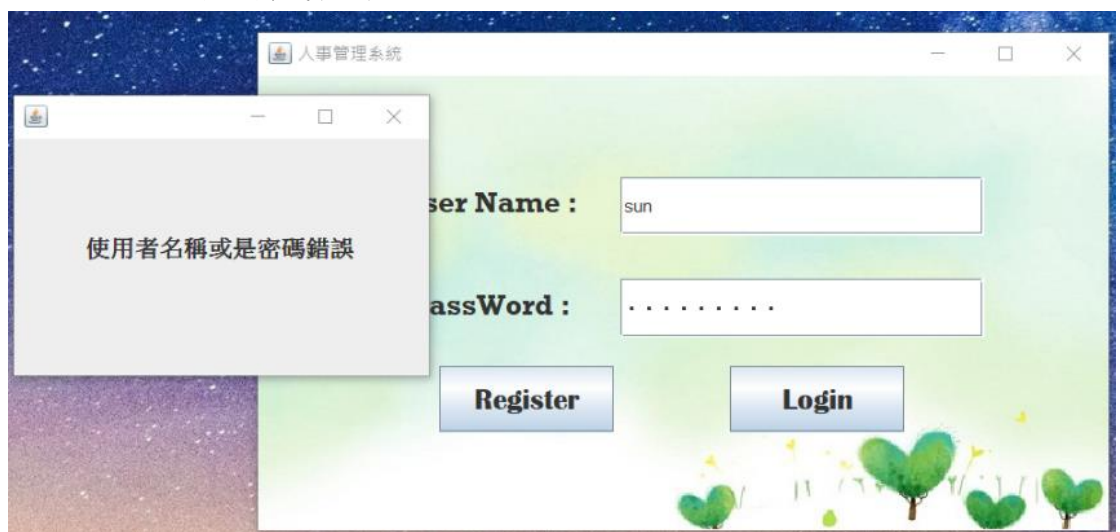 人事管理系統
使用者名稱或是密碼錯誤
ser Name :
sun
assWord :
Register
Login